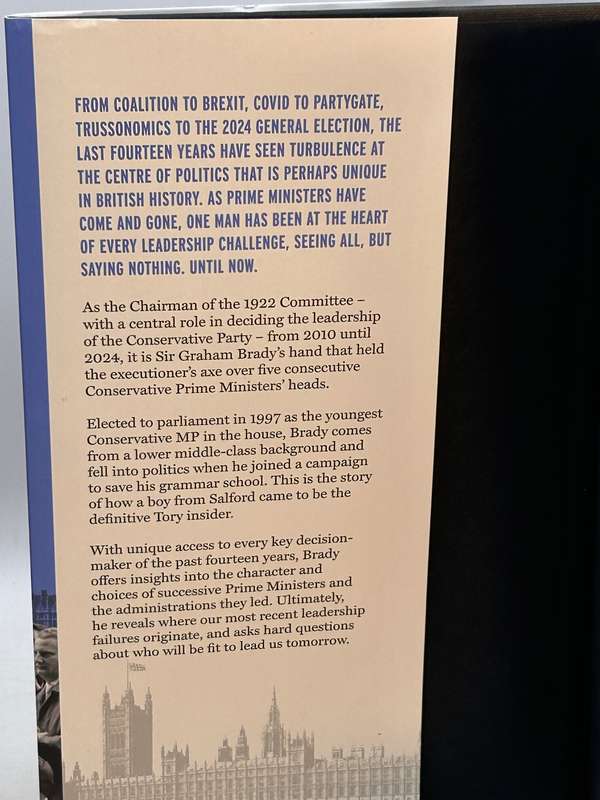 FROM COALITION TO BREXIT, COVID TO PARTYGATE,
TRUSSONOMICS TO THE 2024 GENERAL ELECTION, THE
LAST FOURTEEN YEARS HAVE SEEN TURBULENCE AT
THE CENTRE OF POLITICS THAT IS PERHAPS UNIQUE
IN BRITISH HISTORY. AS PRIME MINISTERS HAVE
COME AND GONE, ONE MAN HAS BEEN AT THE HEART
OF EVERY LEADERSHIP CHALLENGE, SEEING ALL, BUT
SAYING NOTHING. UNTIL NOW.
As the Chairman of the 1922 Committee –
with a central role in deciding the leadership
of the Conservative Party – from 2010 until
2024, it is Sir Graham Brady's hand that held
the executioner's axe over five consecutive
Conservative Prime Ministers' heads.
Elected to parliament in 1997 as the youngest
Conservative MP in the house, Brady comes
from a lower middle-class background and
fell into politics when he joined a campaign
to save his grammar school. This is the story
of how a boy from Salford came to be the
definitive Tory insider.
With unique access to every key decision-
maker of the past fourteen years, Brady
offers insights into the character and
choices of successive Prime Ministers and
the administrations they led. Ultimately,
he reveals where our most recent leadership
failures originate, and asks hard questions
about who will be fit to lead us tomorrow.